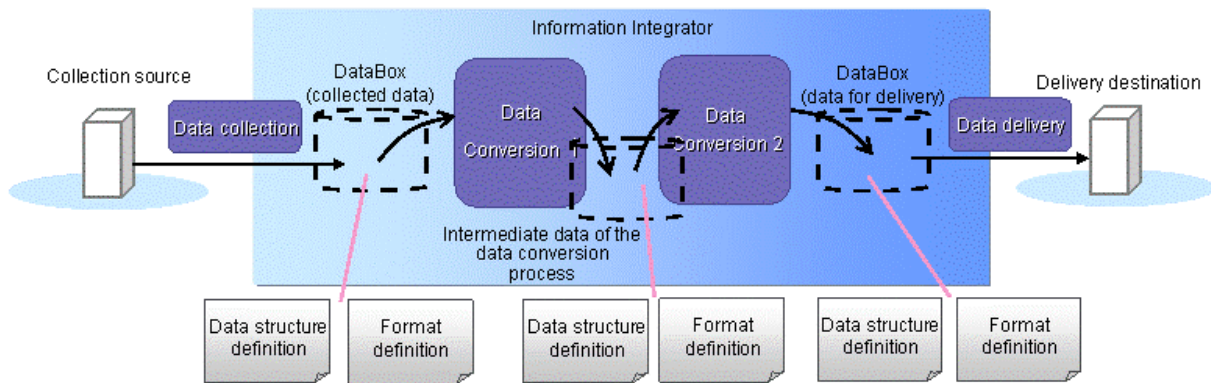 Information Integrator
Collection source
DataBox
(collected data)
DataBox
(data for delivery)
Delivery destination
Data collection
Data
Conversion 1
Data
Conversion 2
Data delivery
Intermediate data of the
data conversion
process
Data structure
definition
Format
definition
Data structure
definition
Format
definition
Data structure
definition
Format
definition